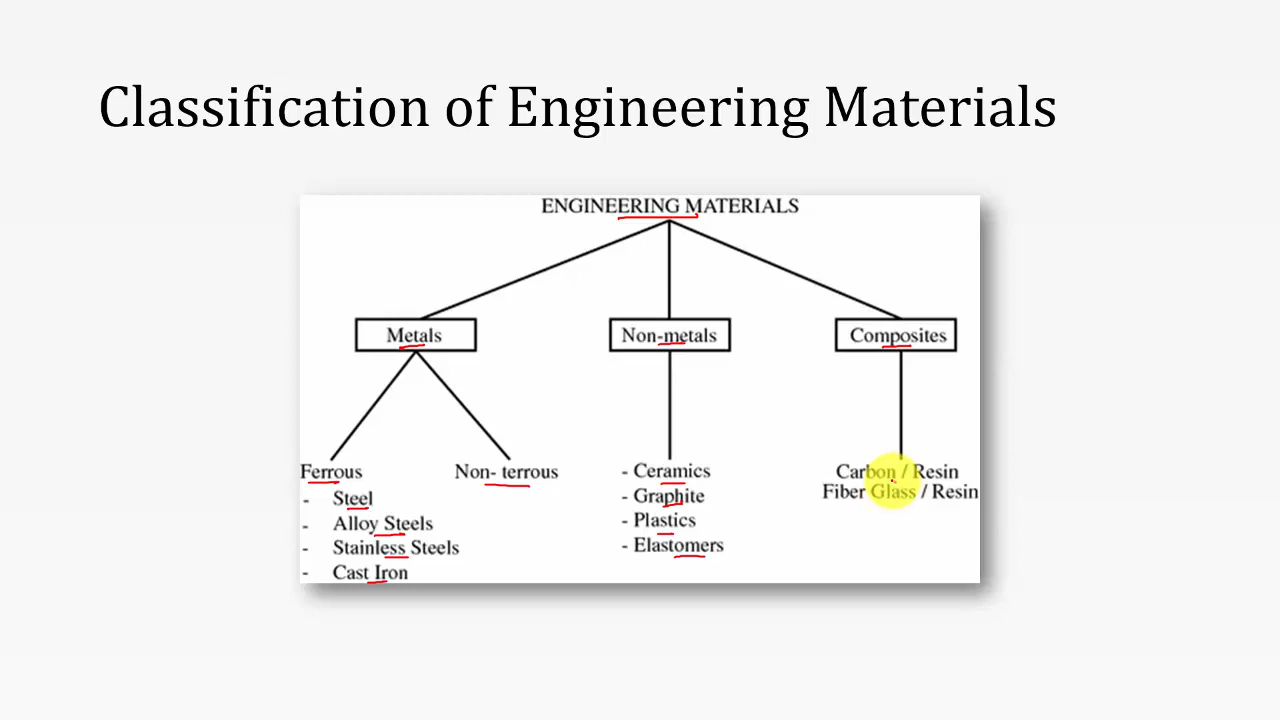 Classification of Engineering Materials
ENGINEERING MATERIALS
Metals
Non-metals
Composites
Ferrous
- Steel
- Alloy Steels
- Stainless Steels
- Cast Iron
Non- terrous
- Ceramics
- Graphite
- Plastics
- Elastomers
Carbon / Resin
Fiber Glass / Resin